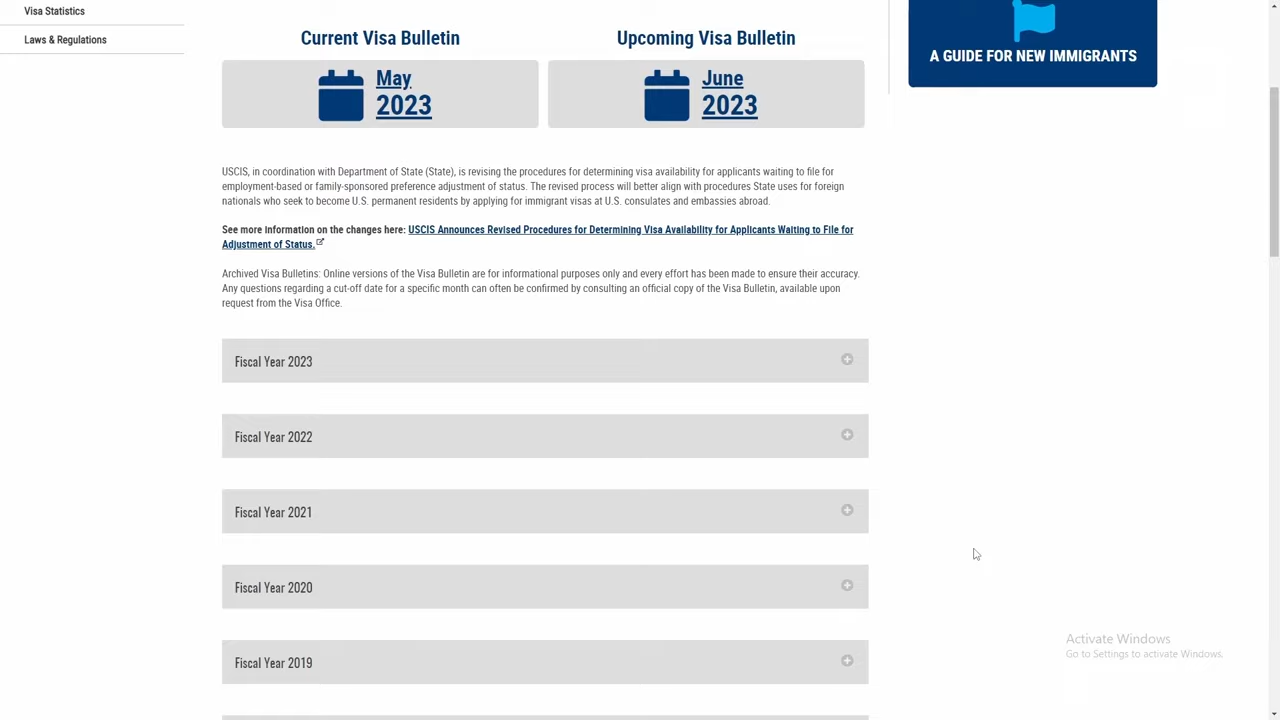 Visa Statistics
Laws & Regulations
Current Visa Bulletin
May
2023
Upcoming Visa Bulletin
June
2023
A GUIDE FOR NEW IMMIGRANTS
USCIS, in coordination with Department of State (State), is revising the procedures for determining visa availability for applicants waiting to file for
employment-based or family-sponsored preference adjustment of status. The revised process will better align with procedures State uses for foreign
nationals who seek to become U.S. permanent residents by applying for immigrant visas at U.S. consulates and embassies abroad.
See more information on the changes here: USCIS Announces Revised Procedures for Determining Visa Availability for Applicants Waiting to File for
Adjustment of Status.
Archived Visa Bulletins: Online versions of the Visa Bulletin are for informational purposes only and every effort has been made to ensure their accuracy.
Any questions regarding a cut-off date for a specific month can often be confirmed by consulting an official copy of the Visa Bulletin, available upon
request from the Visa Office.
Fiscal Year 2023
Fiscal Year 2022
Fiscal Year 2021
Fiscal Year 2020
Fiscal Year 2019
Activate Windows
Go to Settings to activate Windows.